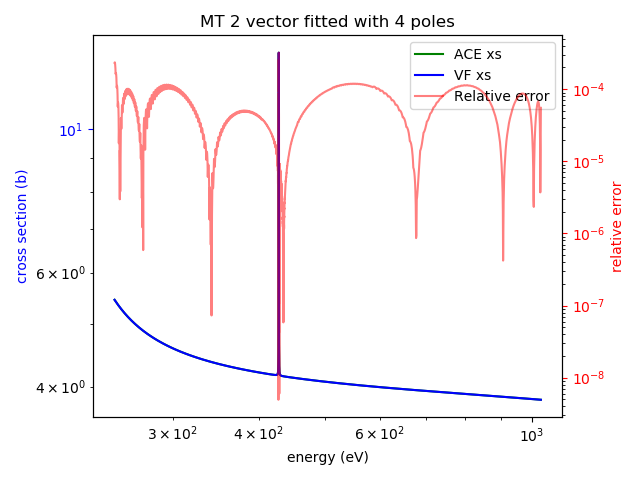 MT 2 vector fitted with 4 poles
ACE xs
VF xs
Relative error
10¹
6 × 10⁰
4 × 10⁰
cross section (b)
10⁻⁴
10⁻⁵
10⁻⁶
10⁻⁷
10⁻⁸
relative error
3 × 10² 4 × 10² 6 × 10² 10³
energy (eV)